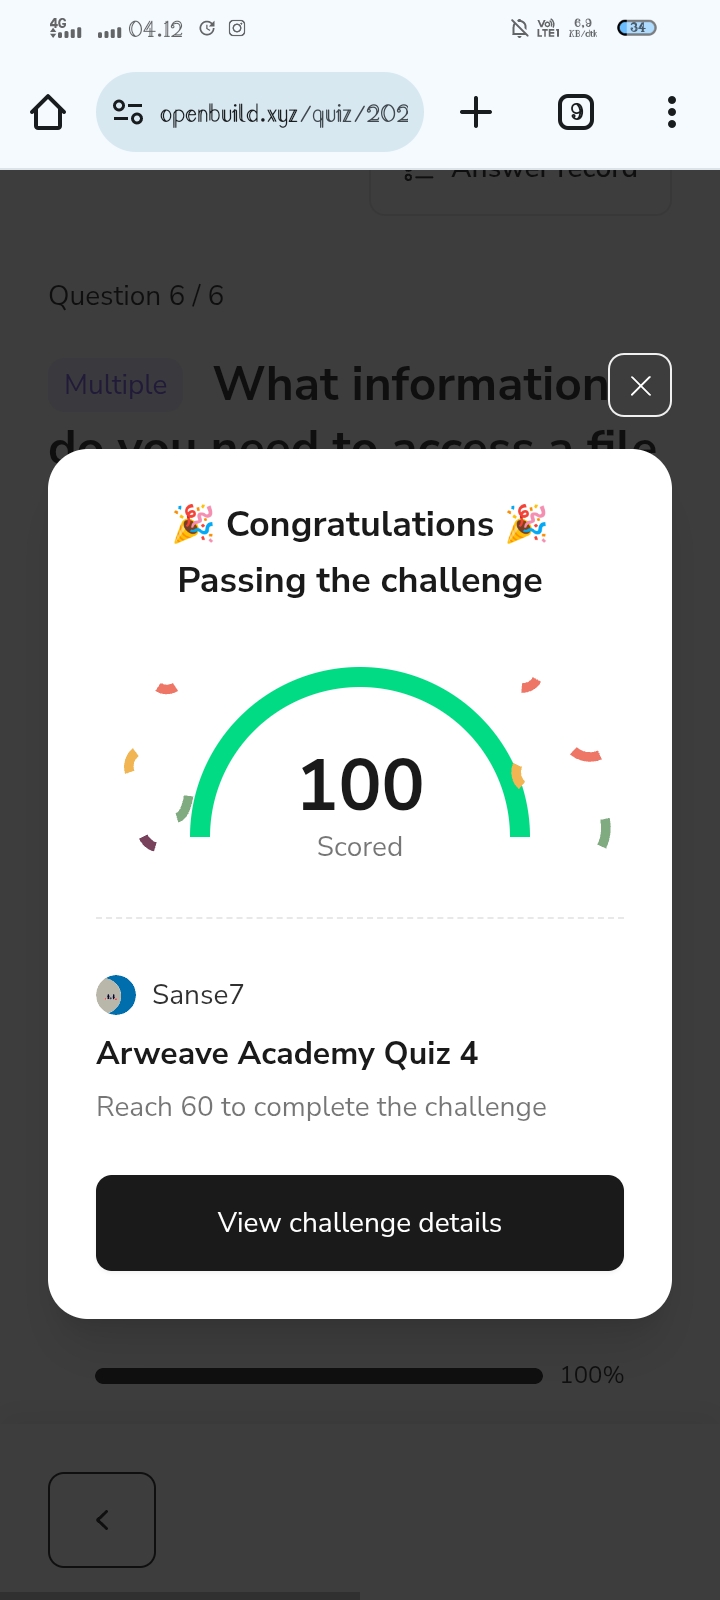 4G 04.12 Vo) LTE1 6,9 KB/dtk 34
openbuild.xyz/quiz/202 9
Answer record
Question 6 / 6
Multiple What information
do you need to access a file
🎉 Congratulations 🎉
Passing the challenge
100
Scored
Sanse7
Arweave Academy Quiz 4
Reach 60 to complete the challenge
View challenge details
100%